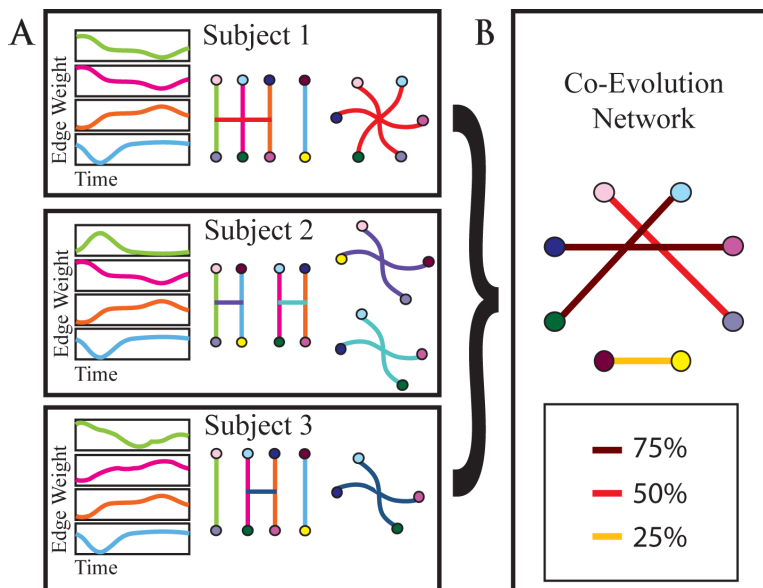 A
Subject 1
Edge Weight
Time
Subject 2
Edge Weight
Time
Subject 3
Edge Weight
Time
B
Co-Evolution
Network
75%
50%
25%